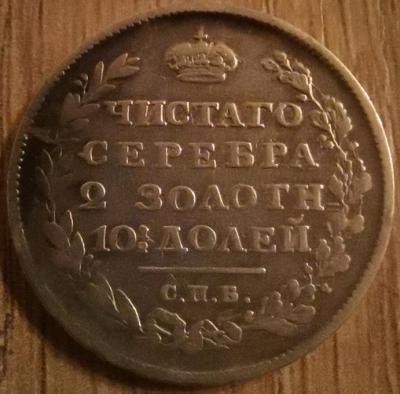 ЧИСТАГО
СЕРЕБРА
2 ЗОЛОТН
10½ ДОЛЕЙ
С.П.Б.